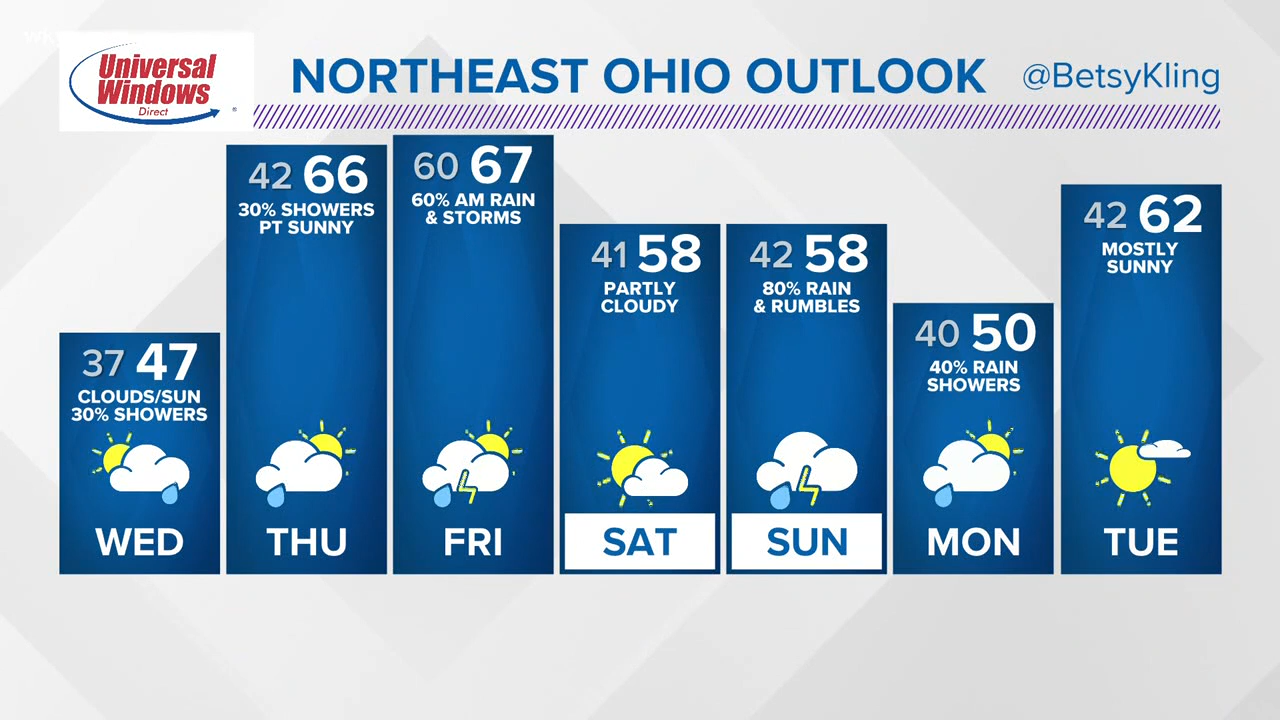 Universal
Windows
Direct
®
NORTHEAST OHIO OUTLOOK
@BetsyKling
37 47
CLOUDS/SUN
30% SHOWERS
WED
42 66
30% SHOWERS
PT SUNNY
THU
60 67
60% AM RAIN
& STORMS
FRI
41 58
PARTLY
CLOUDY
SAT
42 58
80% RAIN
& RUMBLES
SUN
40 50
40% RAIN
SHOWERS
MON
42 62
MOSTLY
SUNNY
TUE